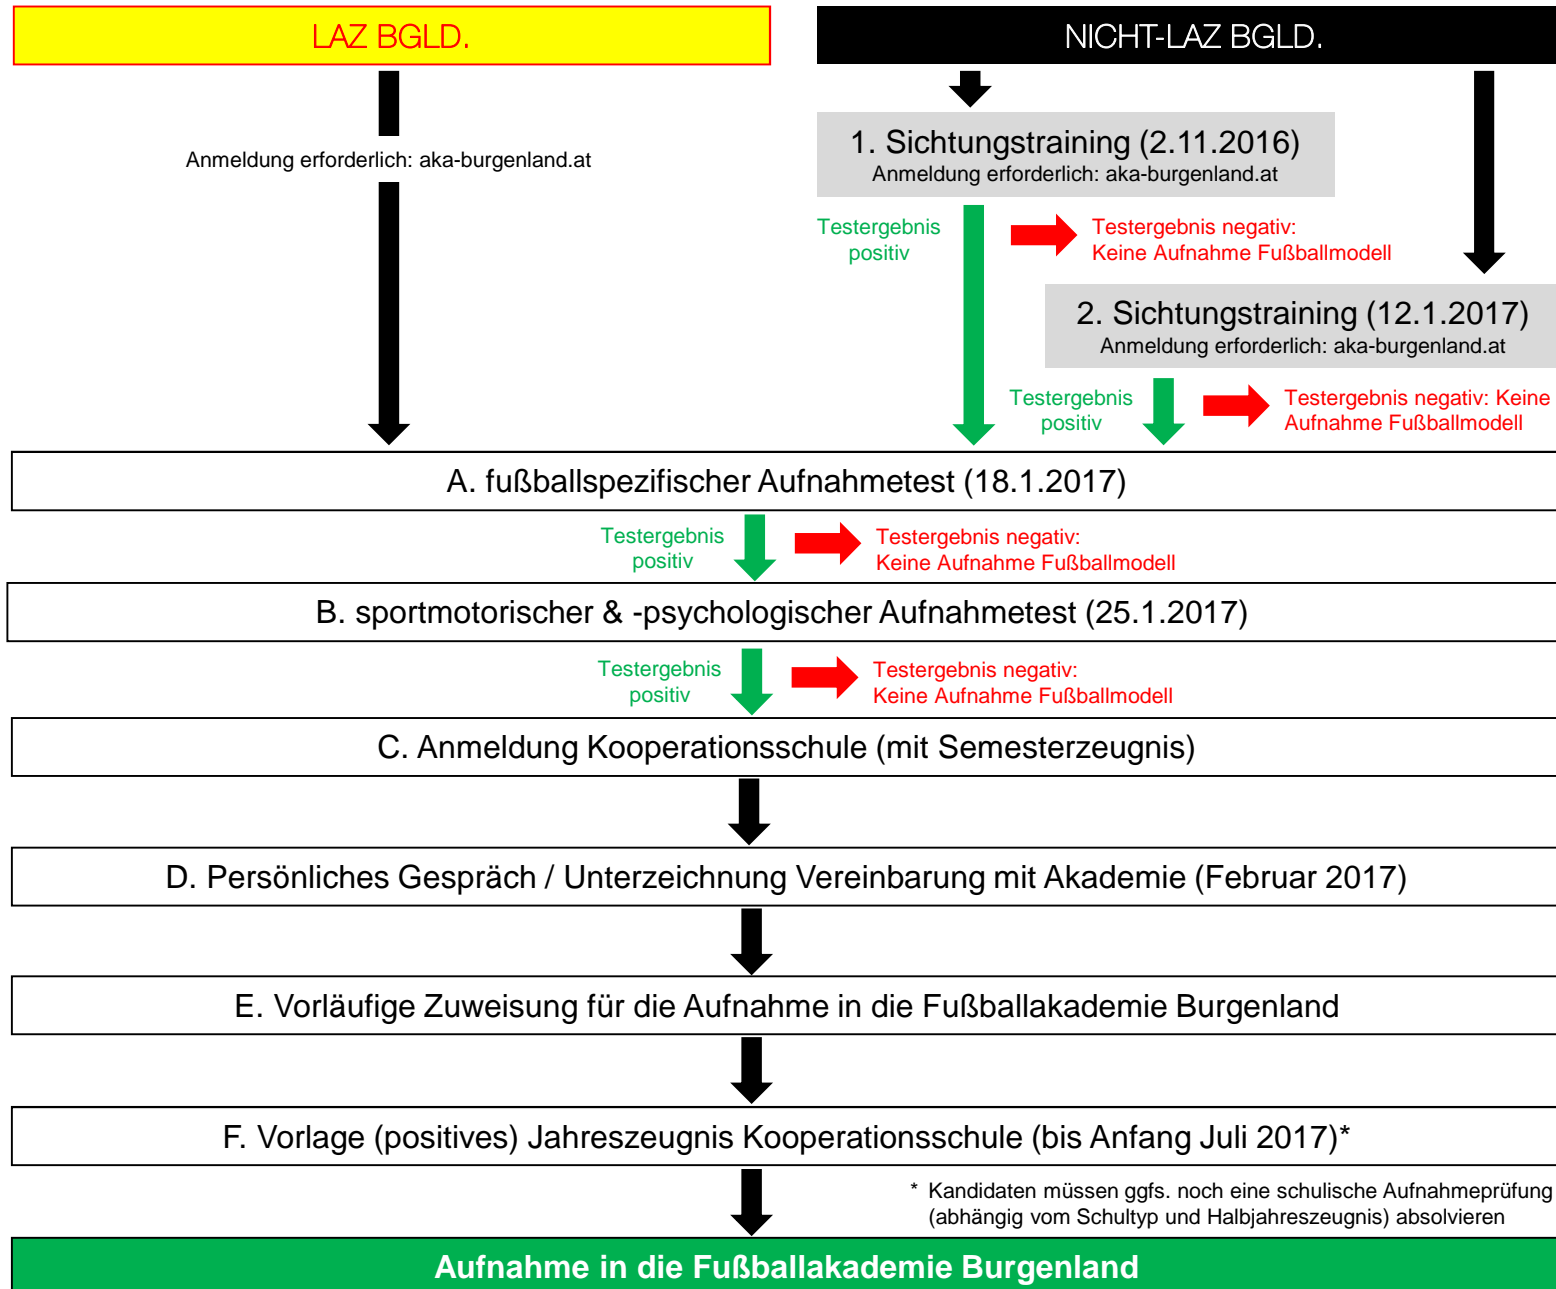 LAZ BGLD.
NICHT-LAZ BGLD.
Anmeldung erforderlich: aka-burgenland.at
1. Sichtungstraining (2.11.2016)
Anmeldung erforderlich: aka-burgenland.at
Testergebnis
positiv
Testergebnis negativ:
Keine Aufnahme Fußballmodell
2. Sichtungstraining (12.1.2017)
Anmeldung erforderlich: aka-burgenland.at
Testergebnis
positiv
Testergebnis negativ: Keine
Aufnahme Fußballmodell
A. fußballspezifischer Aufnahmetest (18.1.2017)
Testergebnis
positiv
Testergebnis negativ:
Keine Aufnahme Fußballmodell
B. sportmotorischer & -psychologischer Aufnahmetest (25.1.2017)
Testergebnis
positiv
Testergebnis negativ:
Keine Aufnahme Fußballmodell
C. Anmeldung Kooperationsschule (mit Semesterzeugnis)
D. Persönliches Gespräch / Unterzeichnung Vereinbarung mit Akademie (Februar 2017)
E. Vorläufige Zuweisung für die Aufnahme in die Fußballakademie Burgenland
F. Vorlage (positives) Jahreszeugnis Kooperationsschule (bis Anfang Juli 2017)*
* Kandidaten müssen ggfs. noch eine schulische Aufnahmeprüfung
(abhängig vom Schultyp und Halbjahreszeugnis) absolvieren
Aufnahme in die Fußballakademie Burgenland